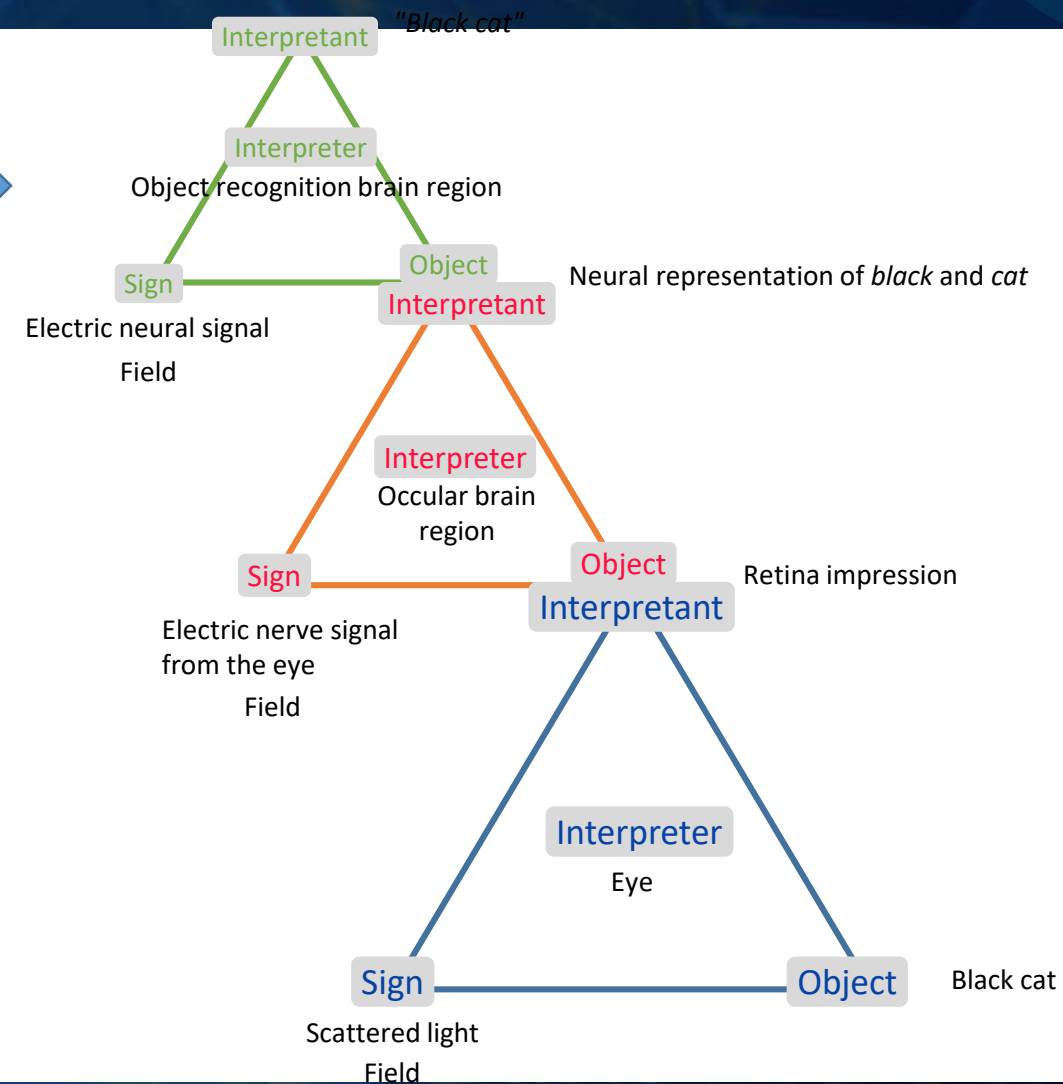 "Black cat"
Interpretant
Interpreter
Object recognition brain region
Object
Sign
Neural representation of black and cat
Interpretant
Electric neural signal
Field
Interpreter
Occular brain
region
Object
Sign
Retina impression
Interpretant
Electric nerve signal
from the eye
Field
Interpreter
Eye
Sign
Object
Black cat
Scattered light
Field